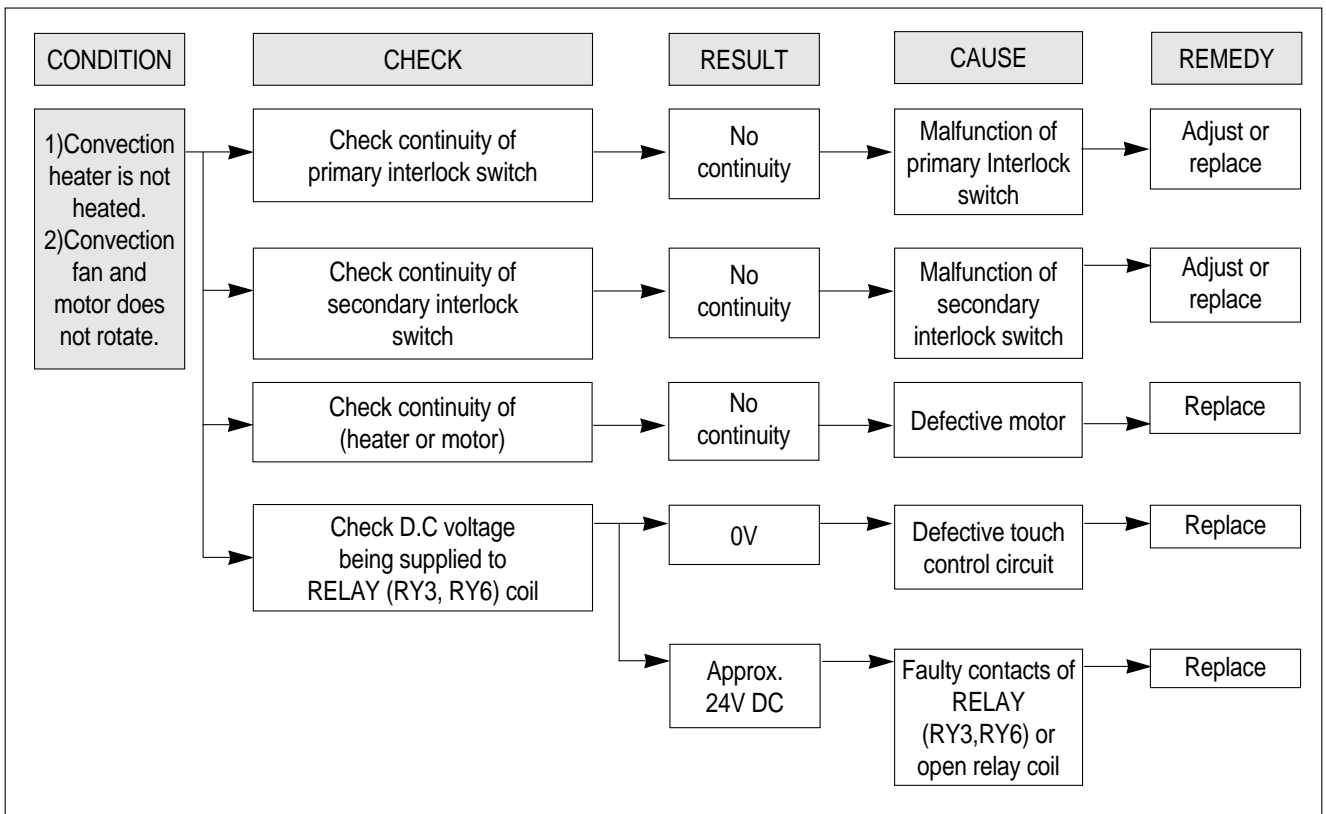 CONDITION
CHECK
RESULT
CAUSE
REMEDY
1)Convection
heater is not
heated.
2)Convection
fan and
motor does
not rotate.
Check continuity of
primary interlock switch
No
continuity
Malfunction of
primary Interlock
switch
Adjust or
replace
Check continuity of
secondary interlock
switch
No
continuity
Malfunction of
secondary
interlock switch
Adjust or
replace
Check continuity of
(heater or motor)
No
continuity
Defective motor
Replace
Check D.C voltage
being supplied to
RELAY (RY3, RY6) coil
0V
Defective touch
control circuit
Replace
Approx.
24V DC
Faulty contacts of
RELAY
(RY3,RY6) or
open relay coil
Replace